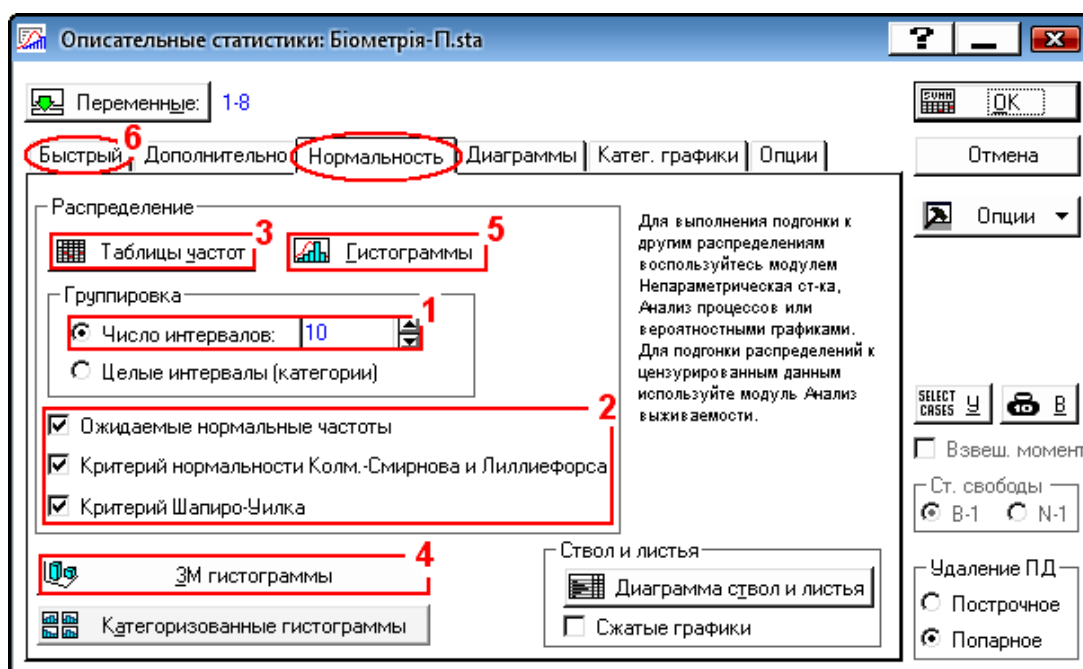 Описательные статистики: Біометрія-П.sta
Переменные: 1-8
6
Быстрый Дополнительно Нормальность Диаграммы Катег. графики Опции
Распределение
Таблицы частот 3
Гистограммы 5
Группировка
1
Число интервалов: 10
Целые интервалы (категории)
2
Ожидаемые нормальные частоты
Критерий нормальности Колм.-Смирнова и Лиллиефорса
Критерий Шапиро-Уилка
4
3М гистограммы
Категоризованные гистограммы
Для выполнения подгонки к
другим распределениям
воспользуйтесь модулем
Непараметрическая ст-ка,
Анализ процессов или
вероятностными графиками.
Для подгонки распределений к
цензурированным данным
используйте модуль Анализ
выживаемости.
Ствол и листья
Диаграмма ствол и листья
Сжатые графики
SUMM
OK
Отмена
Опции
SELECT
CASES
У
В
Взвеш. момент
Ст. свободы
В-1 N-1
Удаление ПД
Построчное
Попарное